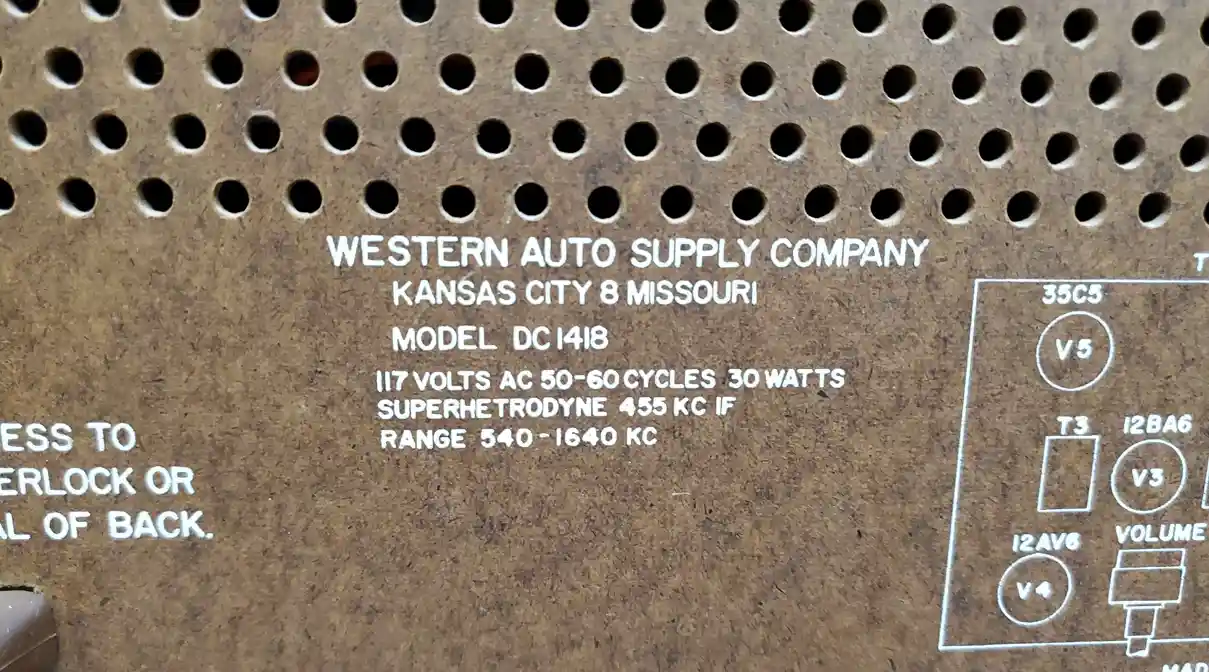 WESTERN AUTO SUPPLY COMPANY
KANSAS CITY 8 MISSOURI
MODEL DC1418
117 VOLTS AC 50-60 CYCLES 30 WATTS
SUPERHETRODYNE 455 KC IF
RANGE 540-1640 KC
ESS TO
ERLOCK OR
AL OF BACK.
T
35C5
V5
T3 12BA6
V3
12AV6 VOLUME
V4
MAD